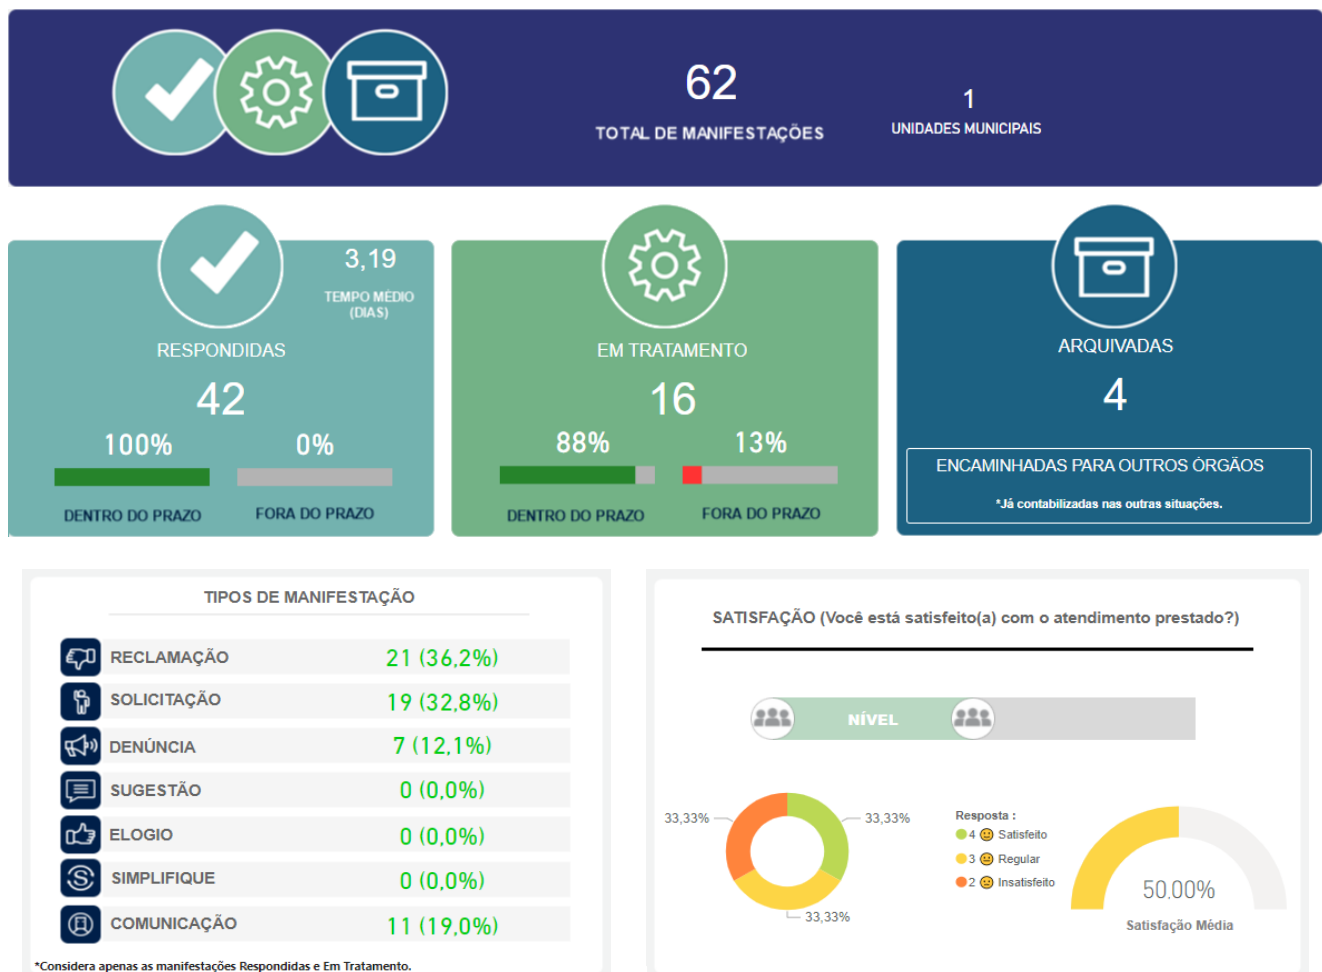 62
TOTAL DE MANIFESTAÇÕES
1
UNIDADES MUNICIPAIS
3,19
TEMPO MÉDIO
(DIAS)
RESPONDIDAS
42
100%
0%
DENTRO DO PRAZO
FORA DO PRAZO
EM TRATAMENTO
16
88%
13%
DENTRO DO PRAZO
FORA DO PRAZO
ARQUIVADAS
4
ENCAMINHADAS PARA OUTROS ÓRGÃOS
*Já contabilizadas nas outras situações.
TIPOS DE MANIFESTAÇÃO
RECLAMAÇÃO 21 (36,2%)
SOLICITAÇÃO 19 (32,8%)
DENÚNCIA 7 (12,1%)
SUGESTÃO 0 (0,0%)
ELOGIO 0 (0,0%)
SIMPLIFIQUE 0 (0,0%)
COMUNICAÇÃO 11 (19,0%)
*Considera apenas as manifestações Respondidas e Em Tratamento.
SATISFAÇÃO (Você está satisfeito(a) com o atendimento prestado?)
NÍVEL
33,33%
33,33%
33,33%
Resposta :
4 Satisfeito
3 Regular
2 Insatisfeito
50,00%
Satisfação Média